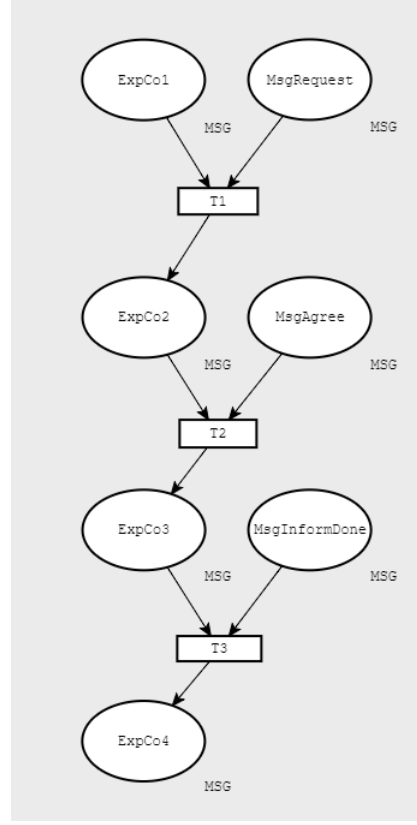 ExpCo1
MsgRequest
MSG
MSG
T1
ExpCo2
MsgAgree
MSG
MSG
T2
ExpCo3
MsgInformDone
MSG
MSG
T3
ExpCo4
MSG